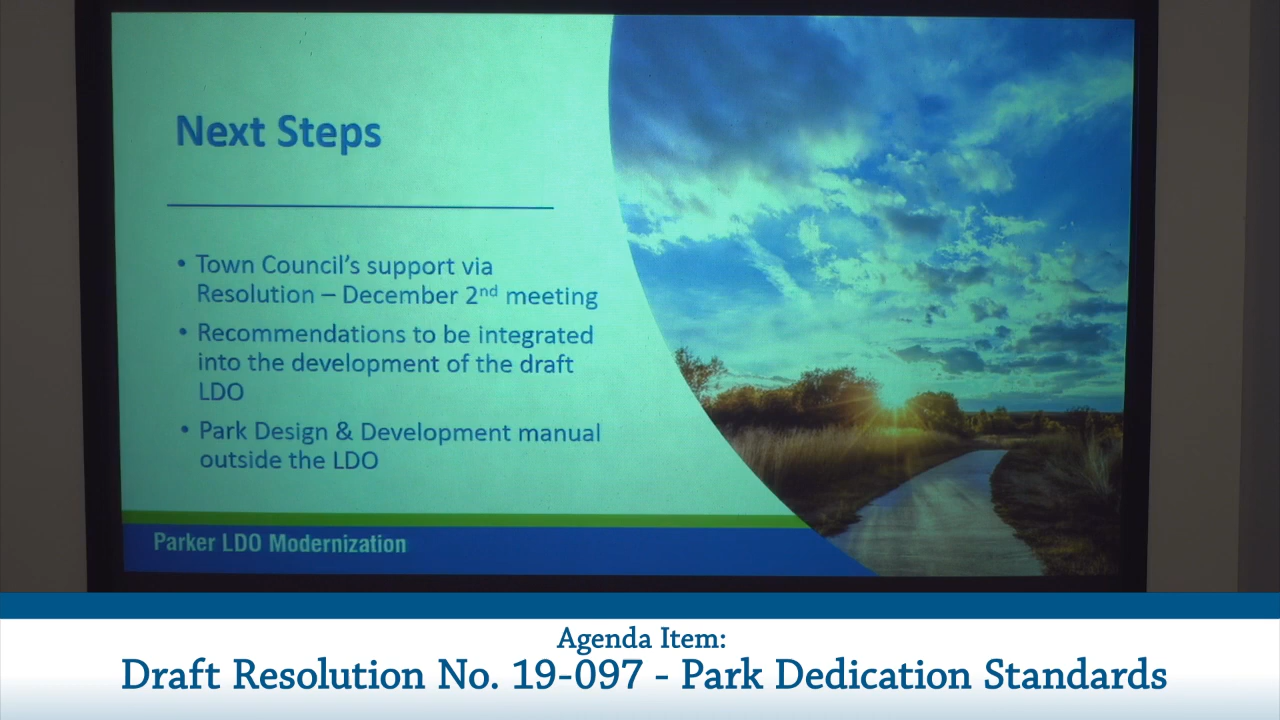 Next Steps
• Town Council's support via
Resolution – December 2nd meeting
• Recommendations to be integrated
into the development of the draft
LDO
• Park Design & Development manual
outside the LDO
Parker LDO Modernization
Agenda Item:
Draft Resolution No. 19-097 - Park Dedication Standards